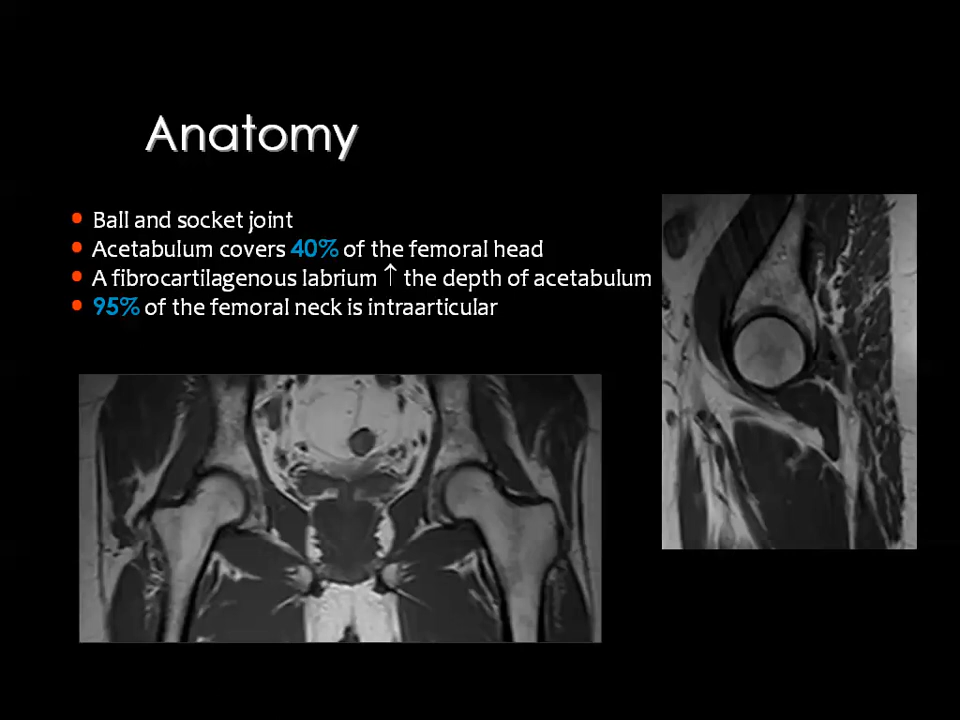 Anatomy
• Ball and socket joint
• Acetabulum covers 40% of the femoral head
• A fibrocartilagenous labrium ↑ the depth of acetabulum
• 95% of the femoral neck is intraarticular